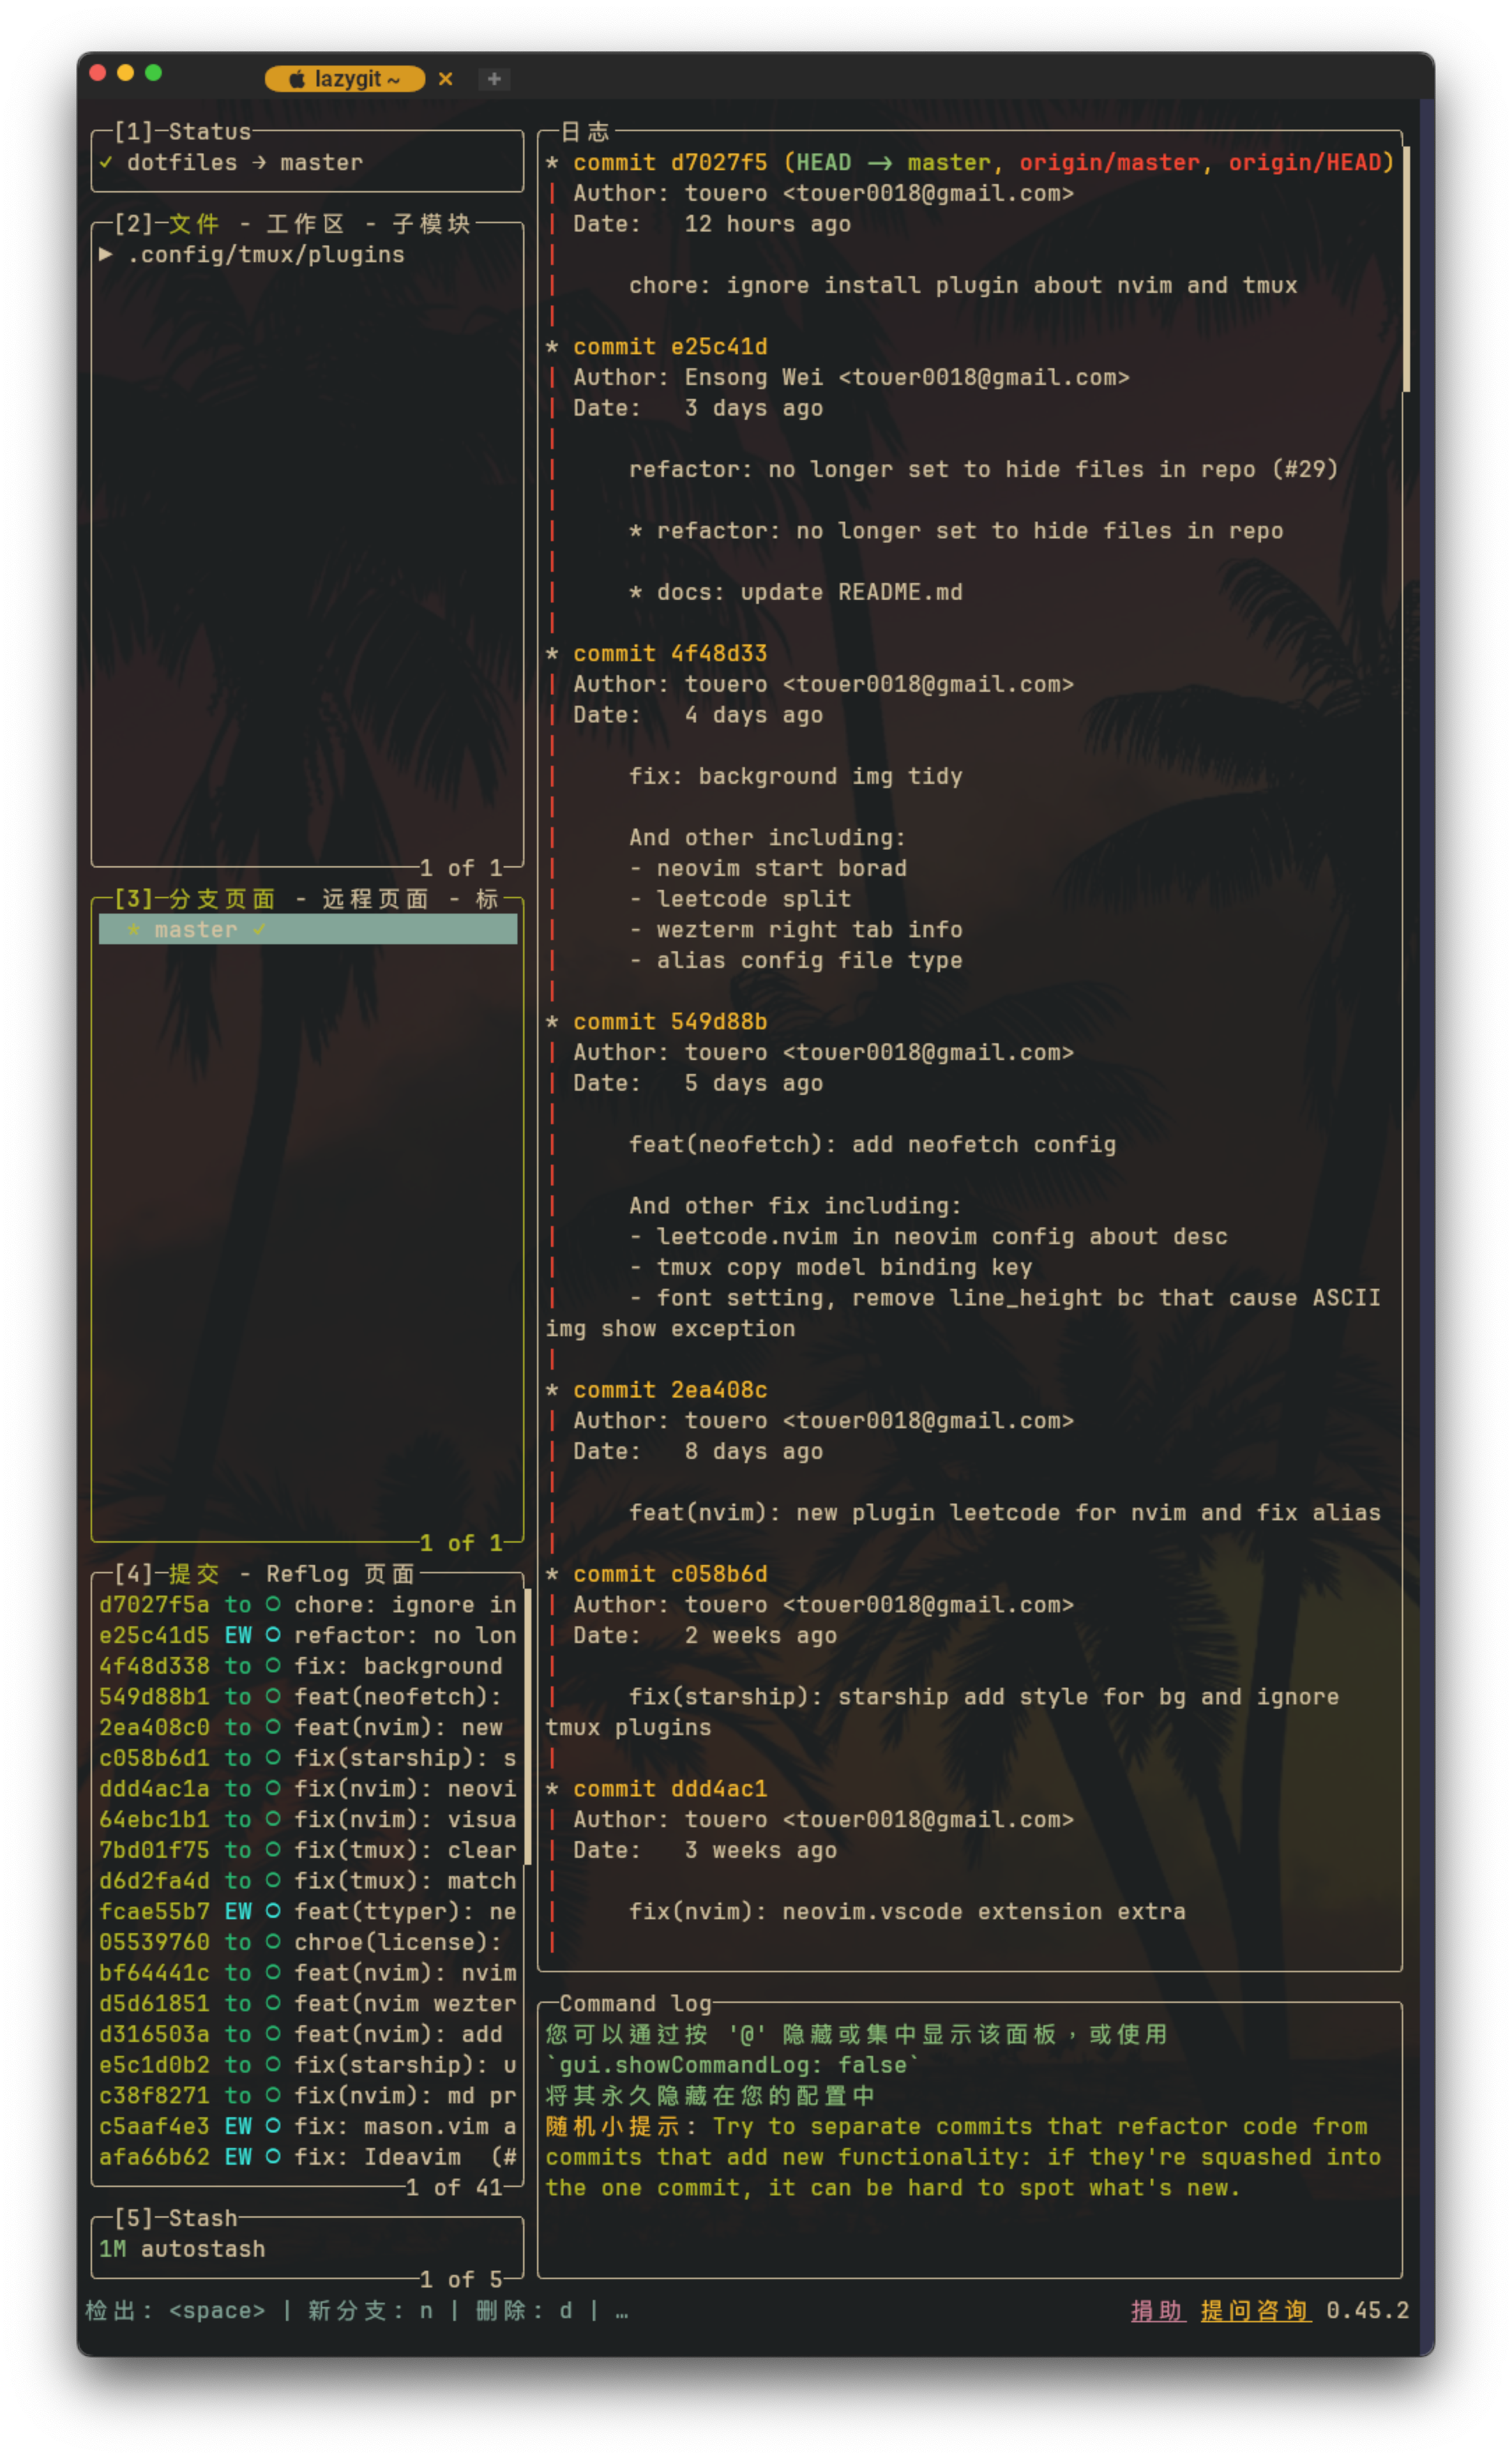 lazygit ~
[1]─Status
✓ dotfiles → master
[2]─文件 - 工作区 - 子模块
▶ .config/tmux/plugins
1 of 1
[3]─分支页面 - 远程页面 - 标
* master ✓
1 of 1
[4]─提交 - Reflog 页面
d7027f5a to ○ chore: ignore in
e25c41d5 EW ○ refactor: no lon
4f48d338 to ○ fix: background
549d88b1 to ○ feat(neofetch):
2ea408c0 to ○ feat(nvim): new
c058b6d1 to ○ fix(starship): s
ddd4ac1a to ○ fix(nvim): neovi
64ebc1b1 to ○ fix(nvim): visua
7bd01f75 to ○ fix(tmux): clear
d6d2fa4d to ○ fix(tmux): match
fcae55b7 EW ○ feat(ttyper): ne
05539760 to ○ chroe(license):
bf64441c to ○ feat(nvim): nvim
d5d61851 to ○ feat(nvim wezter
d316503a to ○ feat(nvim): add
e5c1d0b2 to ○ fix(starship): u
c38f8271 to ○ fix(nvim): md pr
c5aaf4e3 EW ○ fix: mason.vim a
afa66b62 EW ○ fix: Ideavim  (#
1 of 41
[5]─Stash
1M autostash
1 of 5
日志
* commit d7027f5 (HEAD → master, origin/master, origin/HEAD)
| Author: touero <touer0018@gmail.com>
| Date:   12 hours ago
|
|     chore: ignore install plugin about nvim and tmux
|
* commit e25c41d
| Author: Ensong Wei <touer0018@gmail.com>
| Date:   3 days ago
|
|     refactor: no longer set to hide files in repo (#29)
|
|     * refactor: no longer set to hide files in repo
|
|     * docs: update README.md
|
* commit 4f48d33
| Author: touero <touer0018@gmail.com>
| Date:   4 days ago
|
|     fix: background img tidy
|
|     And other including:
|     - neovim start borad
|     - leetcode split
|     - wezterm right tab info
|     - alias config file type
|
* commit 549d88b
| Author: touero <touer0018@gmail.com>
| Date:   5 days ago
|
|     feat(neofetch): add neofetch config
|
|     And other fix including:
|     - leetcode.nvim in neovim config about desc
|     - tmux copy model binding key
|     - font setting, remove line_height bc that cause ASCII
img show exception
|
* commit 2ea408c
| Author: touero <touer0018@gmail.com>
| Date:   8 days ago
|
|     feat(nvim): new plugin leetcode for nvim and fix alias
|
* commit c058b6d
| Author: touero <touer0018@gmail.com>
| Date:   2 weeks ago
|
|     fix(starship): starship add style for bg and ignore
tmux plugins
|
* commit ddd4ac1
| Author: touero <touer0018@gmail.com>
| Date:   3 weeks ago
|
|     fix(nvim): neovim.vscode extension extra
|
Command log
您可以通过按 '@' 隐藏或集中显示该面板，或使用
`gui.showCommandLog: false`
将其永久隐藏在您的配置中
随机小提示: Try to separate commits that refactor code from
commits that add new functionality: if they're squashed into
the one commit, it can be hard to spot what's new.
检出: <space> | 新分支: n | 删除: d | …
捐助 提问咨询 0.45.2